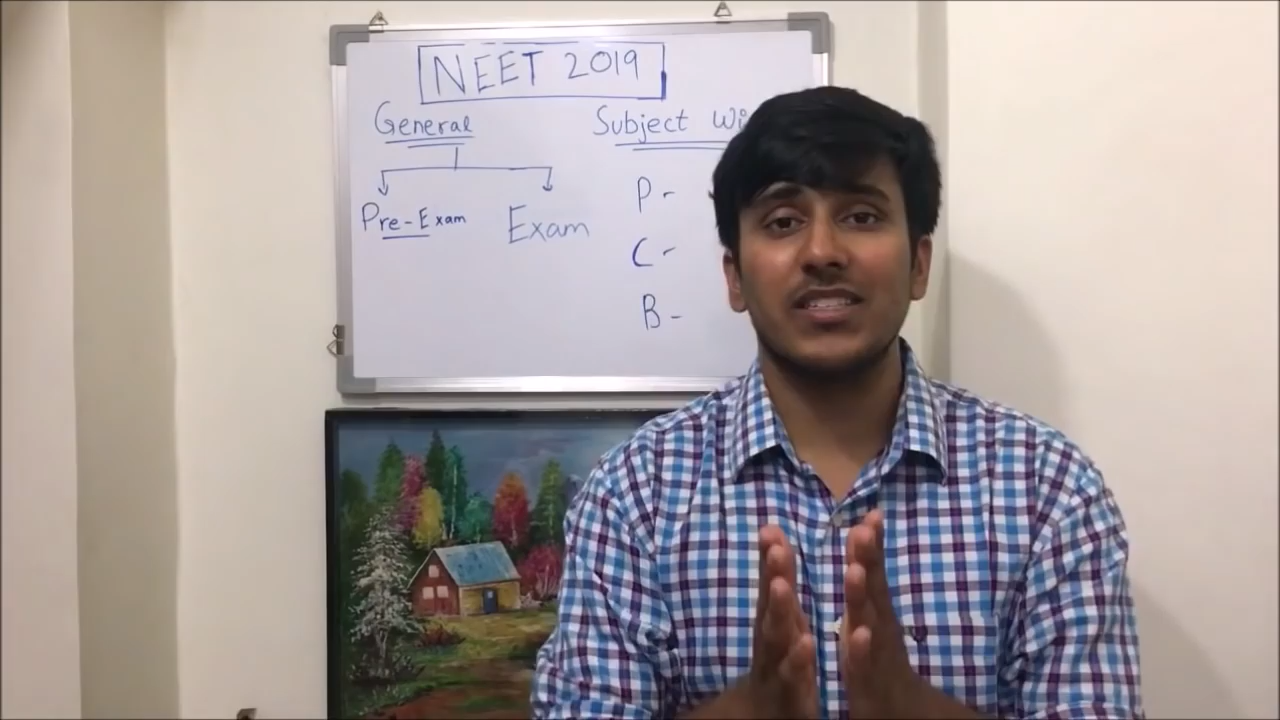 NEET 2019
General
Pre-Exam
Exam
Subject
P-
C-
B-